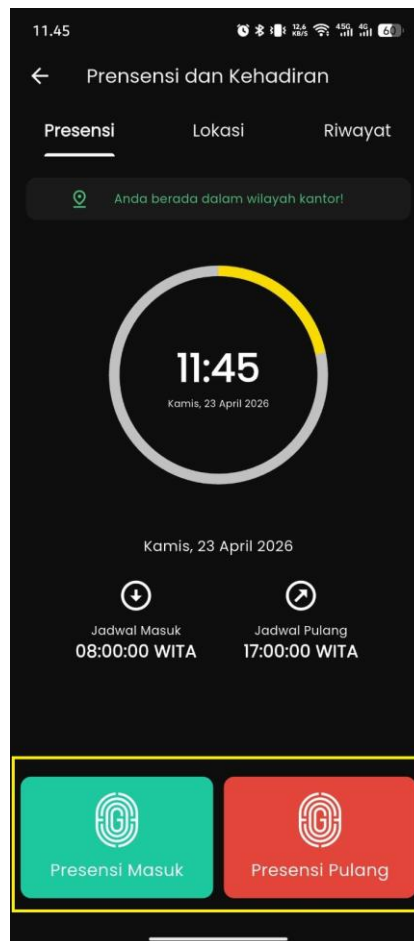 11.45
12,6 KB/S 45G 4G 60
Prensensi dan Kehadiran
Presensi Lokasi Riwayat
Anda berada dalam wilayah kantor!
11:45
Kamis, 23 April 2026
Kamis, 23 April 2026
Jadwal Masuk Jadwal Pulang
08:00:00 WITA 17:00:00 WITA
G G
Presensi Masuk Presensi Pulang